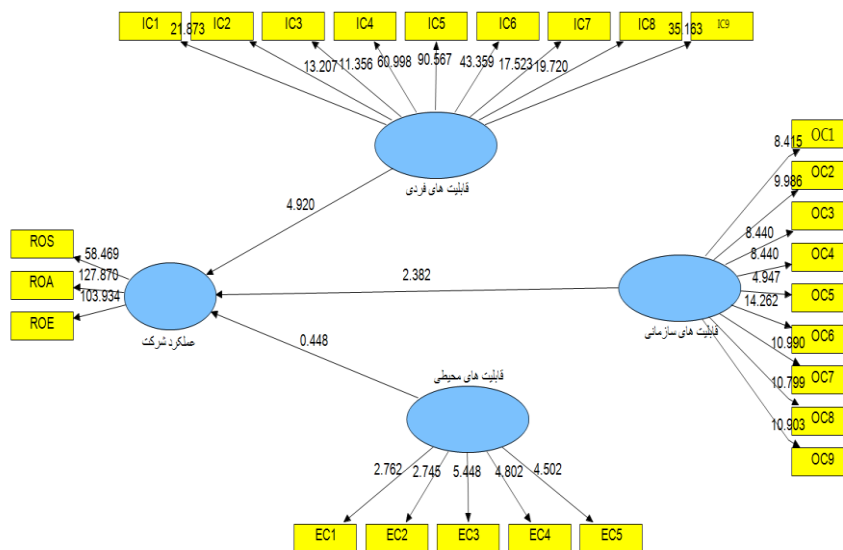 IC1
IC2
IC3
IC4
IC5
IC6
IC7
IC8
IC9
21.873
13.207
11.356
60.998
90.567
43.359
17.523
19.720
35.163
قابلیت های فردی
4.920
ROS
ROA
ROE
58.469
127.870
103.934
عملکرد شرکت
2.382
0.448
قابلیت های سازمانی
OC1
OC2
OC3
OC4
OC5
OC6
OC7
OC8
OC9
8.415
9.986
8.440
8.440
4.947
14.262
10.990
10.799
10.903
قابلیت های محیطی
2.762
2.745
5.448
4.802
4.502
EC1
EC2
EC3
EC4
EC5